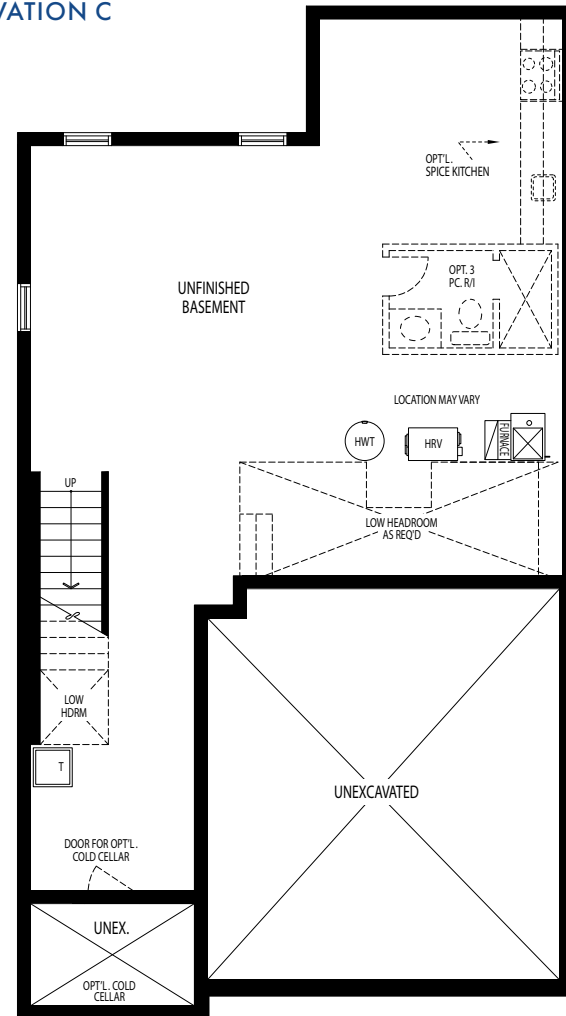 VATION C
OPT'L.
SPICE KITCHEN
OPT. 3
PC. R/I
UNFINISHED
BASEMENT
LOCATION MAY VARY
HWT
HRV
FURNACE
UP
LOW HEADROOM
AS REQ'D
LOW
HDRM
T
UNEXCAVATED
DOOR FOR OPT'L.
COLD CELLAR
UNEX.
OPT'L. COLD
CELLAR